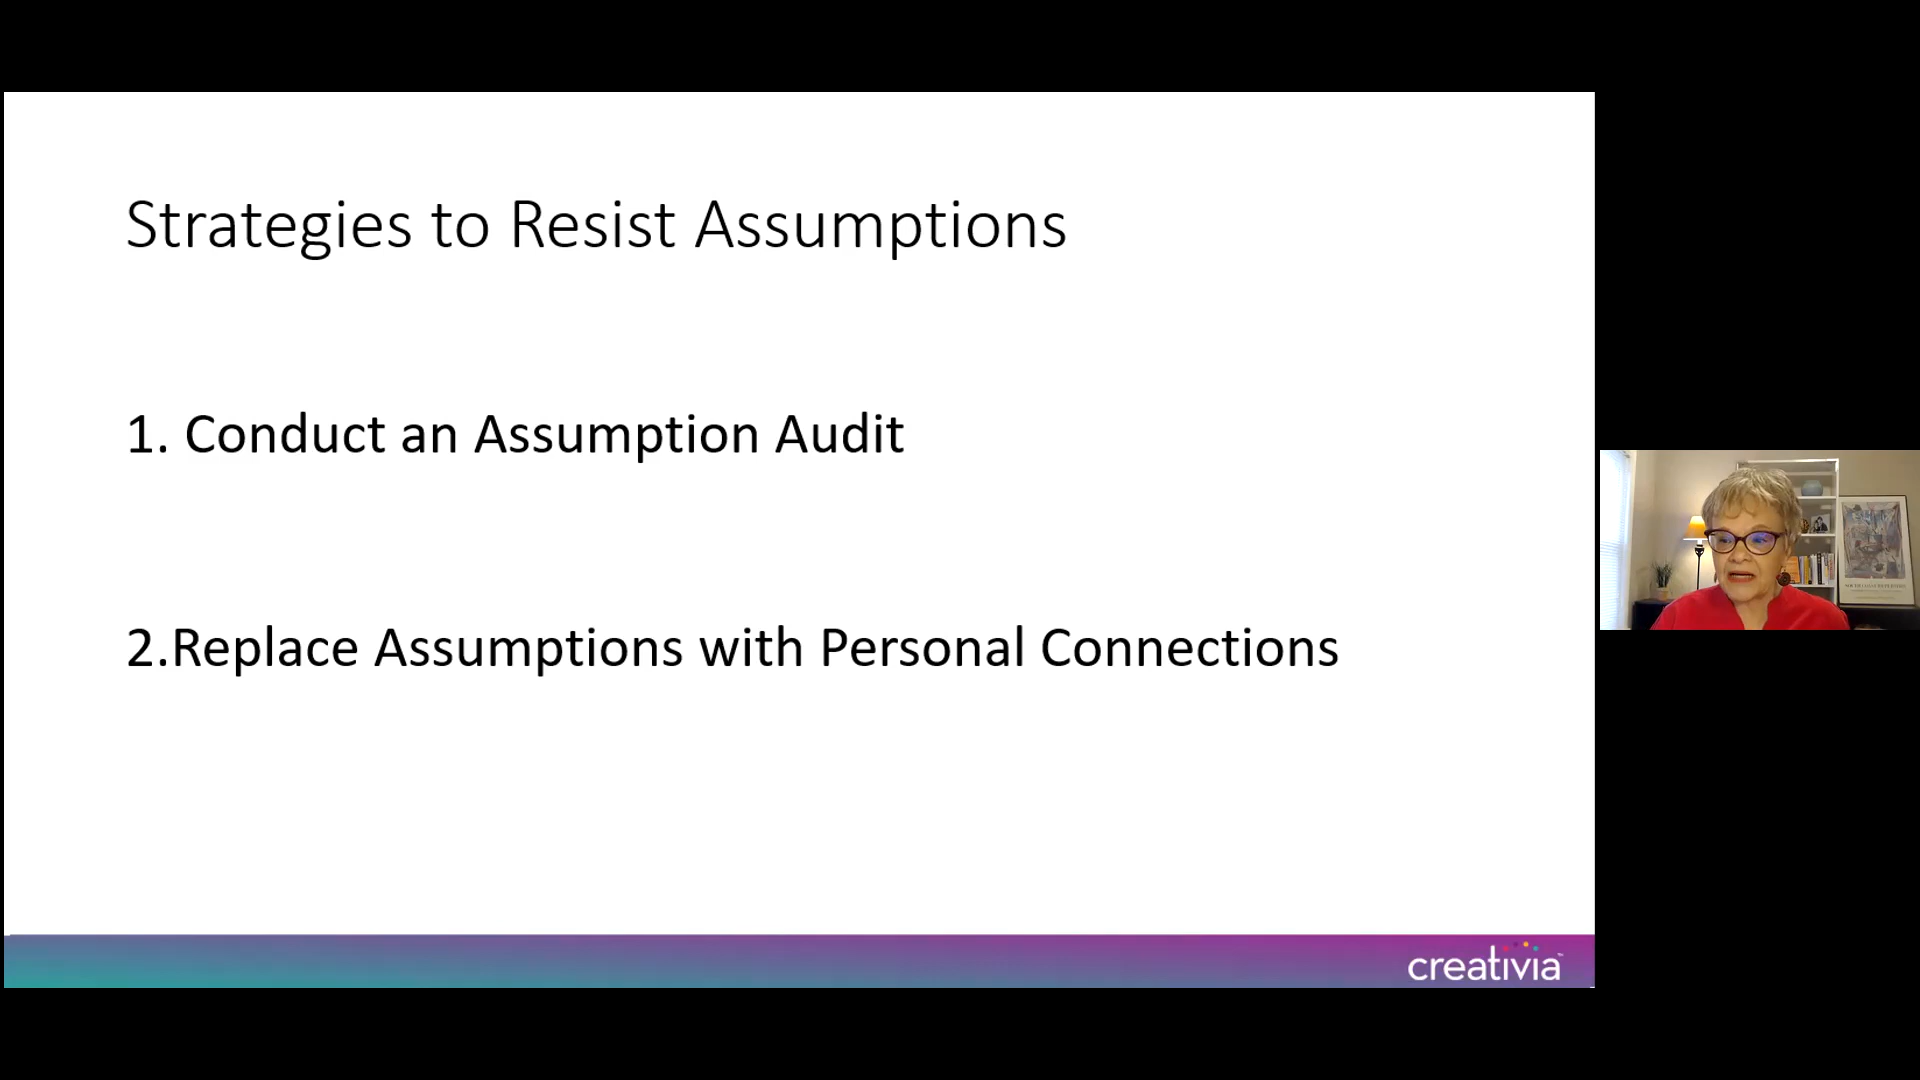 Strategies to Resist Assumptions
1. Conduct an Assumption Audit
2.Replace Assumptions with Personal Connections
creativia